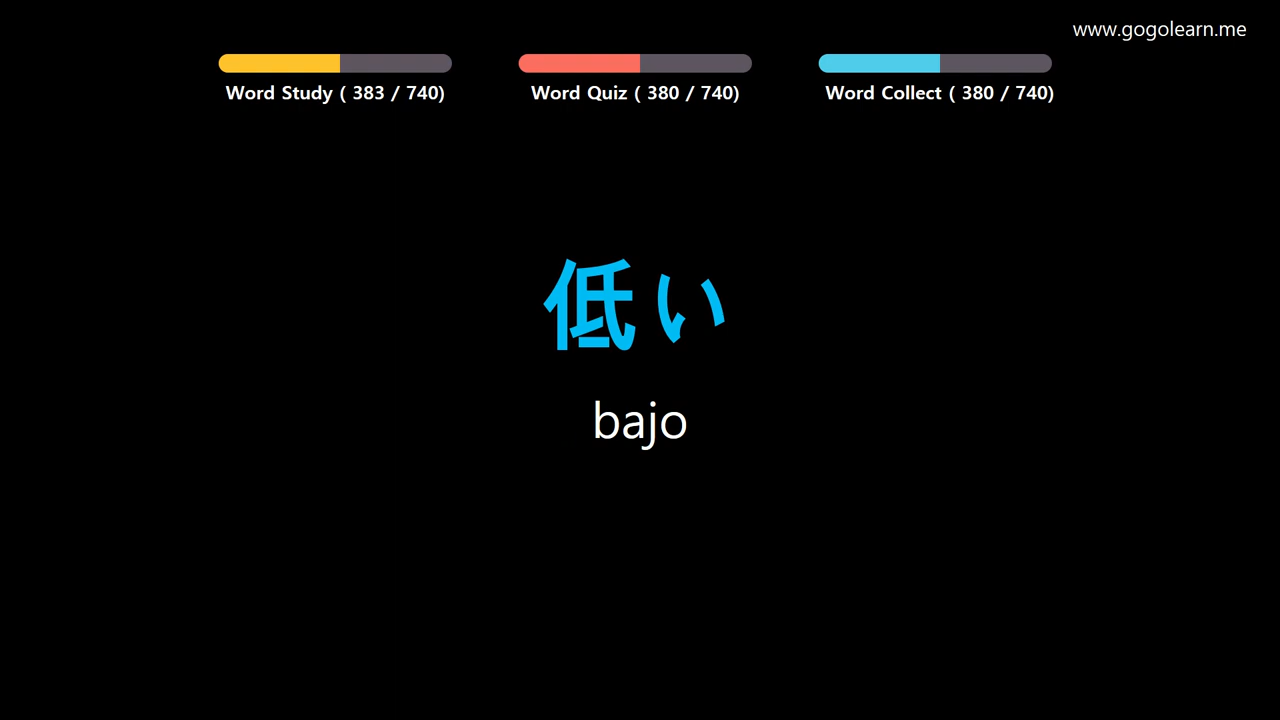 www.gogolearn.me
Word Study ( 383 / 740)
Word Quiz ( 380 / 740)
Word Collect ( 380 / 740)
低い
bajo